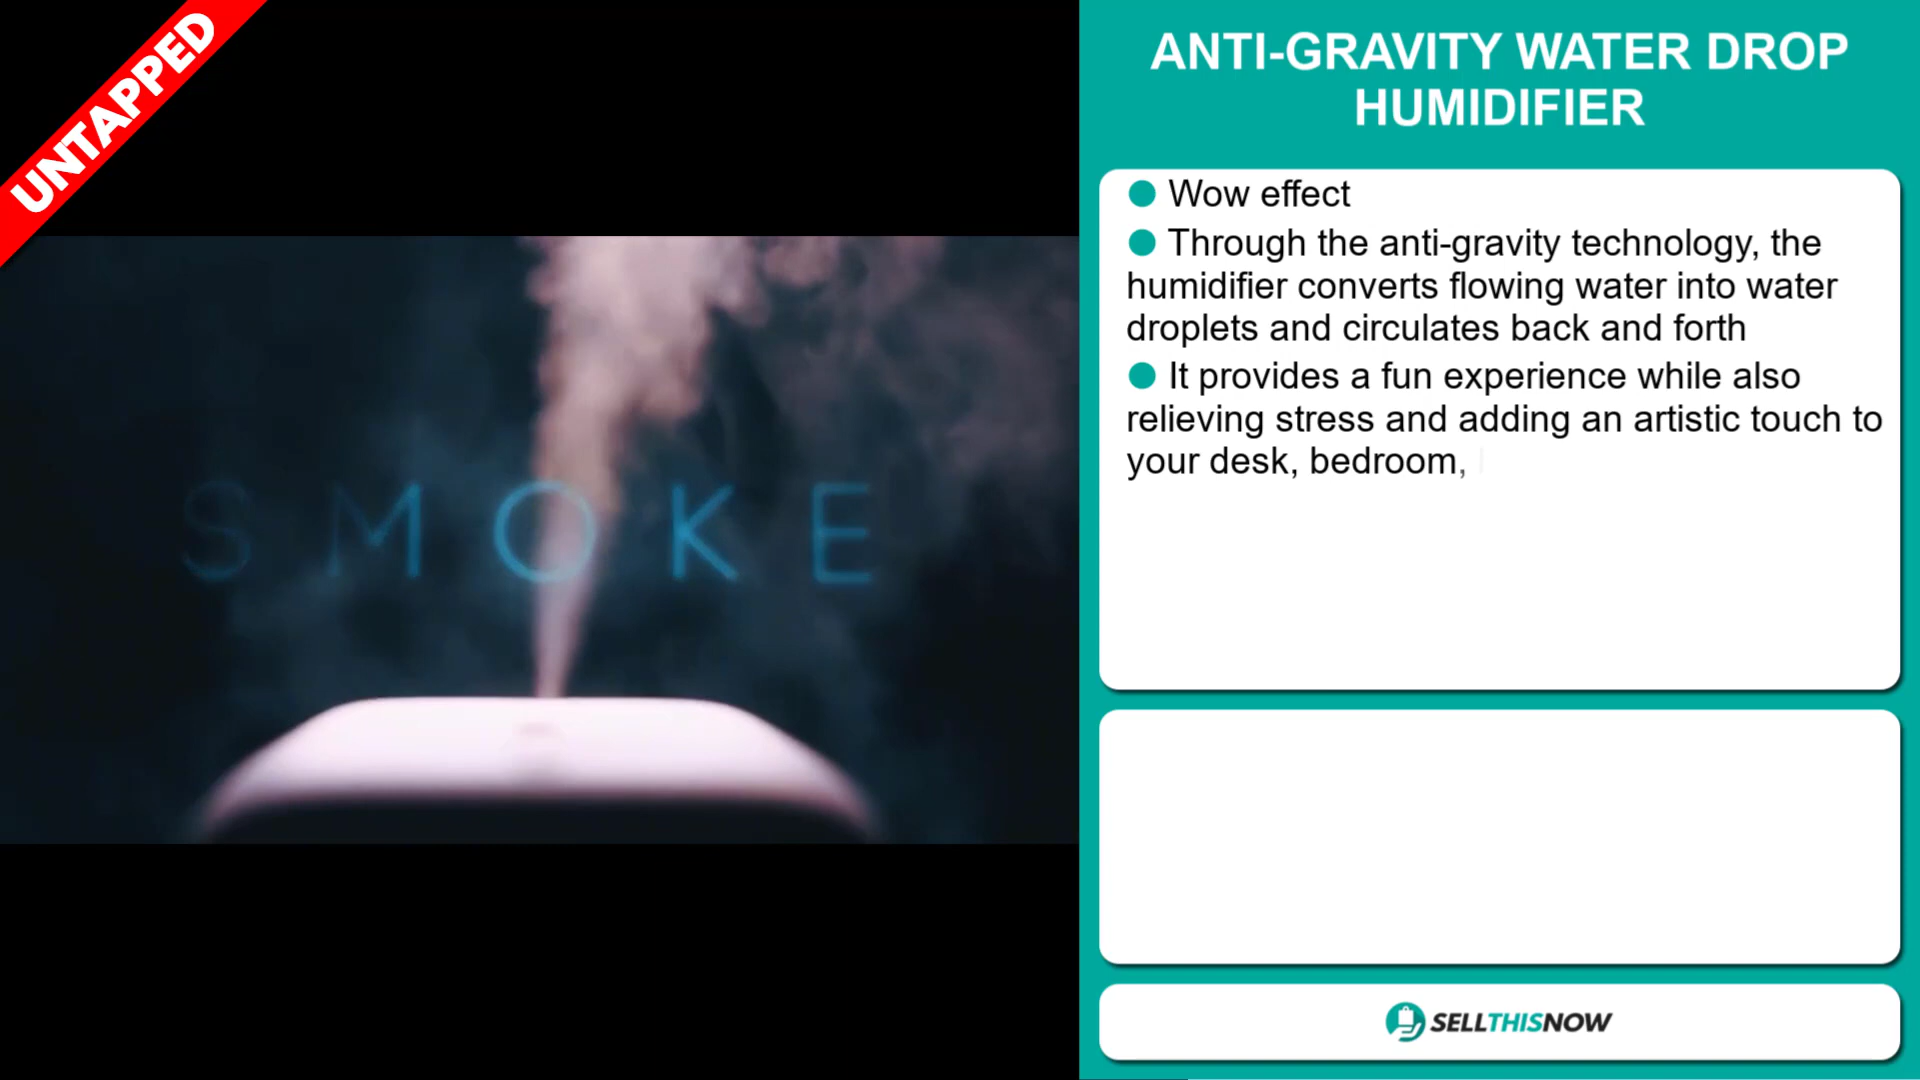 UNTAPPED
SMOKE
ANTI-GRAVITY WATER DROP
HUMIDIFIER
Wow effect
Through the anti-gravity technology, the
humidifier converts flowing water into water
droplets and circulates back and forth
It provides a fun experience while also
relieving stress and adding an artistic touch to
your desk, bedroom,
SELLTHISNOW